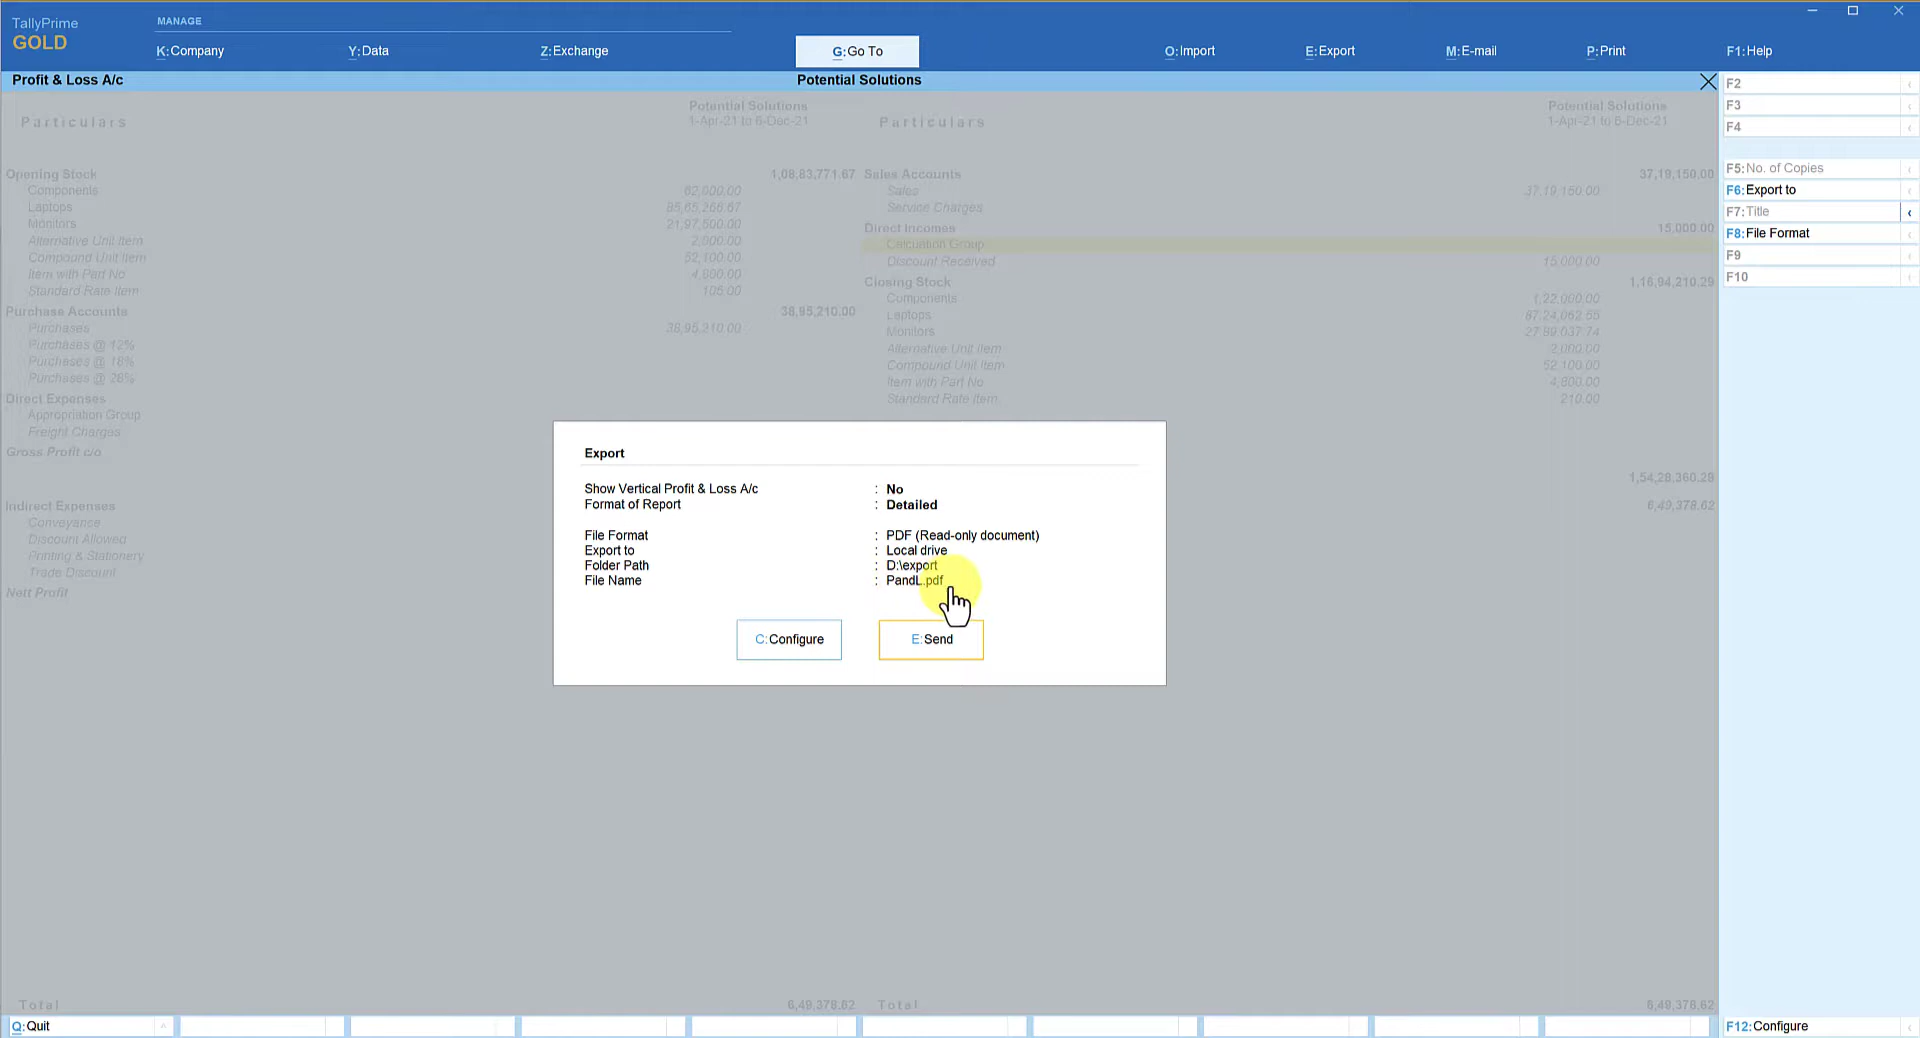 TallyPrime
GOLD
MANAGE
K:Company
Y:Data
Z:Exchange
G:Go To
O:Import
E:Export
M:E-mail
P:Print
F1:Help
Profit & Loss A/c
Potential Solutions
Particulars
Potential Solutions
1-Apr-21 to 6-Dec-21
Particulars
Potential Solutions
1-Apr-21 to 6-Dec-21
Opening Stock 1,08,83,771.67
Components 62,000.00
Laptops 85,65,266.67
Monitors 21,97,500.00
Alternative Unit Item 2,000.00
Compound Unit Item 52,100.00
Item with Part No 4,800.00
Standard Rate Item 105.00
Purchase Accounts 38,95,210.00
Purchases 38,95,210.00
Purchases @ 12%
Purchases @ 18%
Purchases @ 28%
Direct Expenses
Appropriation Group
Freight Charges
Gross Profit c/o
Indirect Expenses
Conveyance
Discount Allowed
Printing & Stationery
Trade Discount
Nett Profit
Sales Accounts 37,19,150.00
Sales 37,19,150.00
Service Charges
Direct Incomes 15,000.00
Calcuation Group
Discount Received 15,000.00
Closing Stock 1,16,94,210.29
Components 1,22,000.00
Laptops 87,24,062.55
Monitors 27,89,037.74
Alternative Unit Item 2,000.00
Compound Unit Item 52,100.00
Item with Part No 4,800.00
Standard Rate Item 210.00
1,54,28,360.29
6,49,378.62
Export
Show Vertical Profit & Loss A/c : No
Format of Report : Detailed
File Format : PDF (Read-only document)
Export to : Local drive
Folder Path : D:\export
File Name : PandL.pdf
C:Configure
E:Send
Total 6,49,378.62
Total 6,49,378.62
F2
F3
F4
F5:No. of Copies
F6:Export to
F7:Title
F8:File Format
F9
F10
Q:Quit
F12:Configure